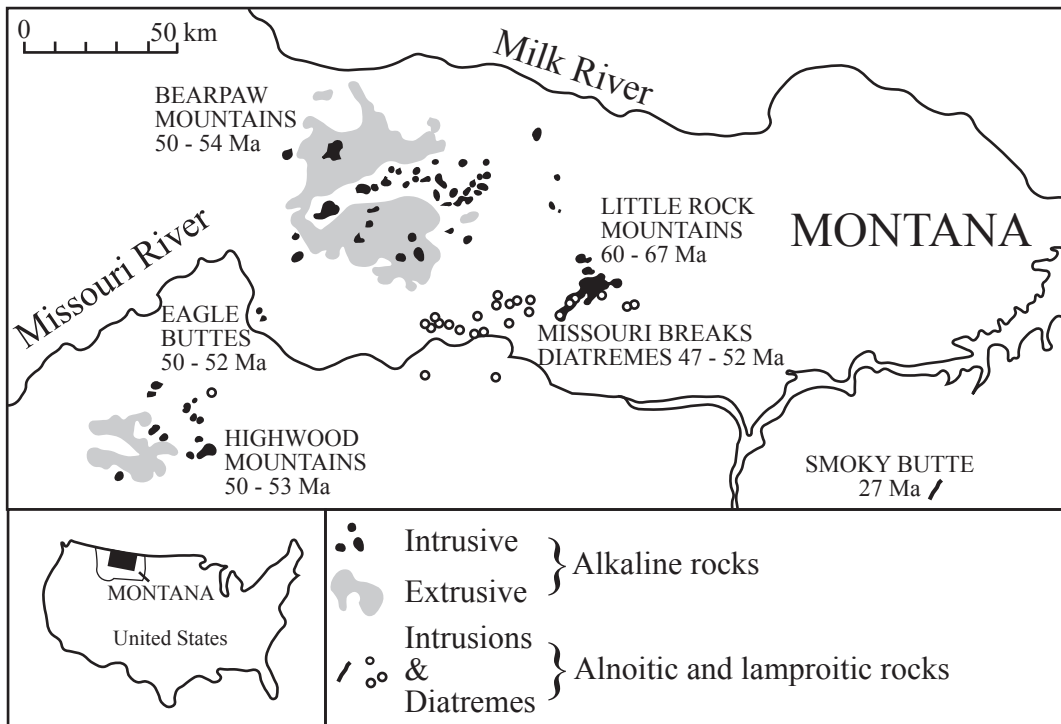 0 50 km
Milk River
BEARPAW
MOUNTAINS
50 - 54 Ma
LITTLE ROCK
MOUNTAINS
60 - 67 Ma
MONTANA
Missouri River
EAGLE
BUTTES
50 - 52 Ma
MISSOURI BREAKS
DIATREMES 47 - 52 Ma
HIGHWOOD
MOUNTAINS
50 - 53 Ma
SMOKY BUTTE
27 Ma
MONTANA
United States
Intrusive
Extrusive
Alkaline rocks
Intrusions
&
Diatremes
Alnoitic and lamproitic rocks